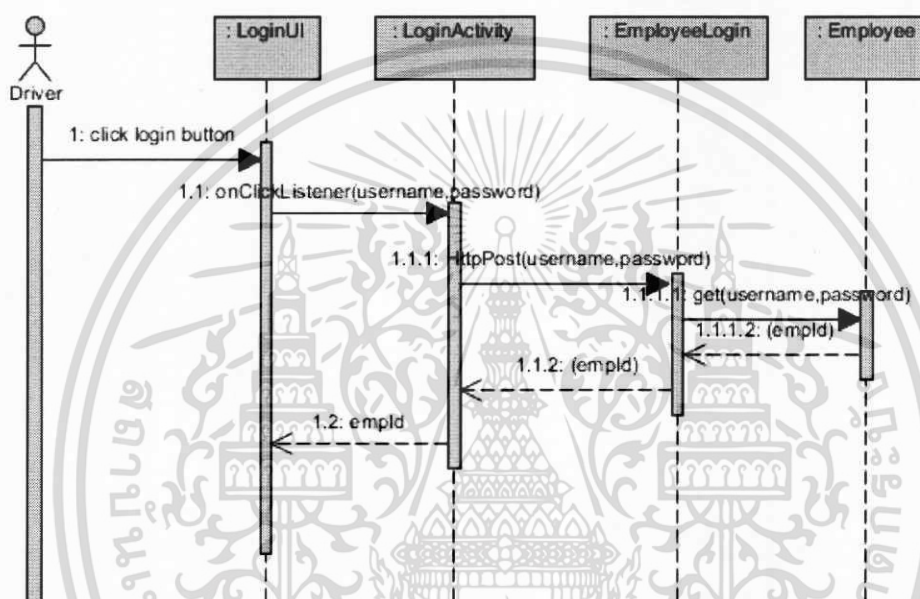 : LoginUI
: LoginActivity
: EmployeeLogin
: Employee
Driver
1: click login button
1.1: onClickListener(username,password)
1.1.1: HttpPost(username,password)
1.1.1.1: get(username,password)
1.1.1.2: (empId)
1.1.2: (empId)
1.2: empId